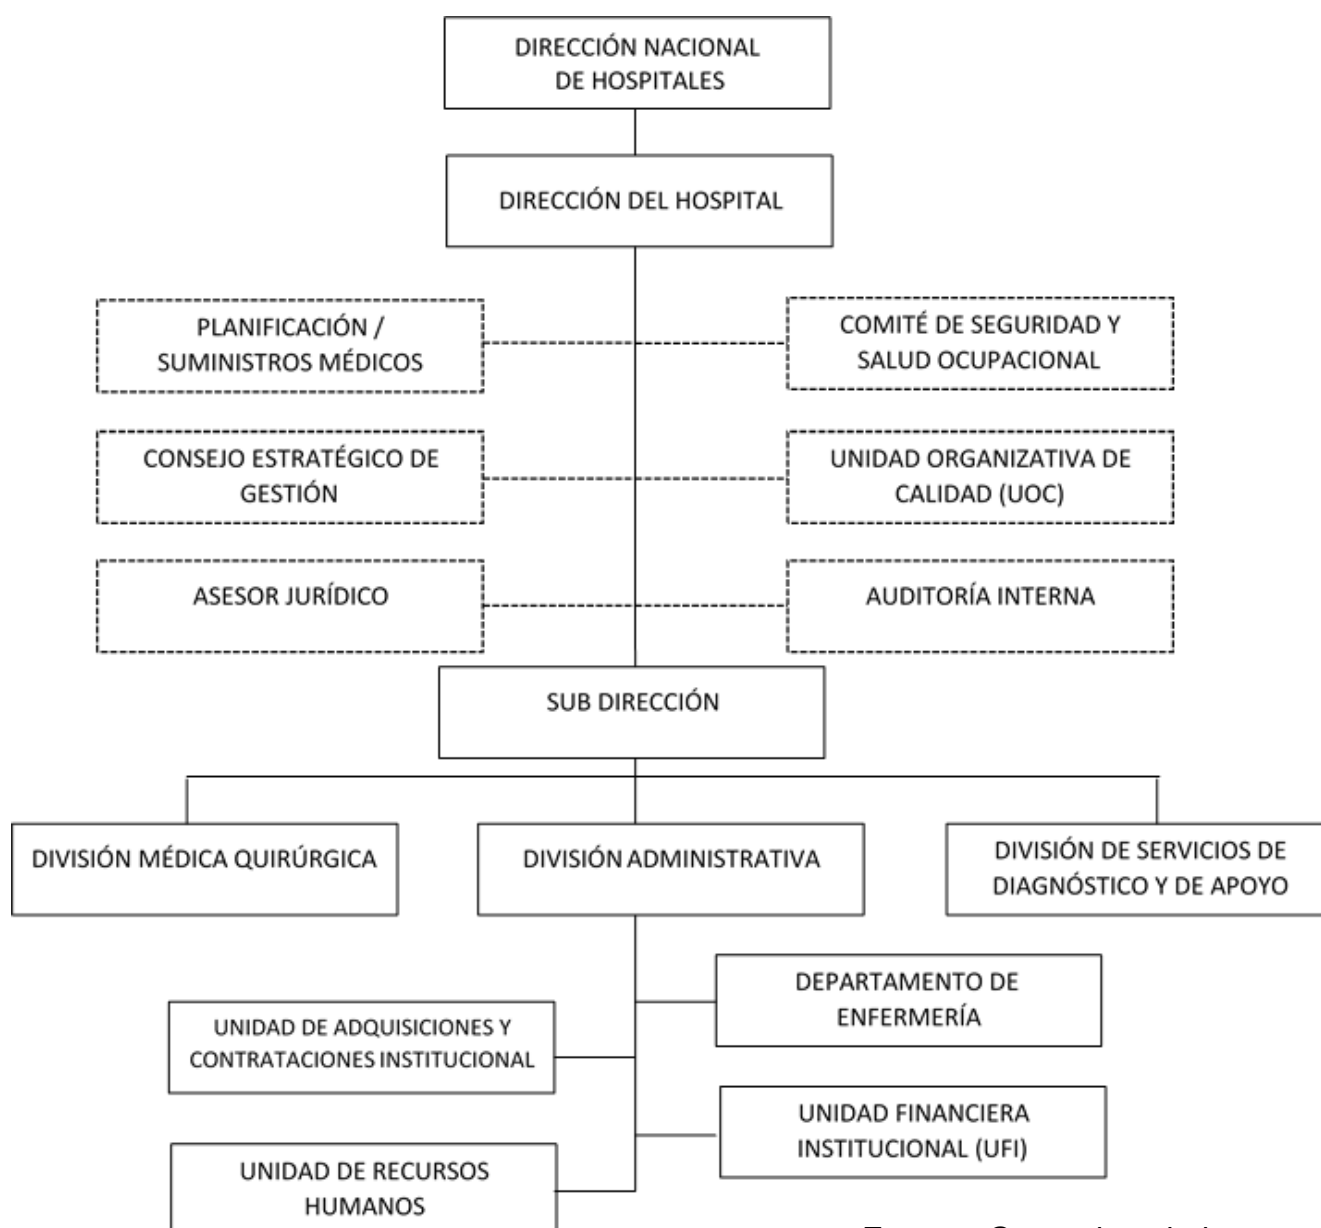 DIRECCIÓN NACIONAL
DE HOSPITALES
DIRECCIÓN DEL HOSPITAL
PLANIFICACIÓN /
SUMINISTROS MÉDICOS
COMITÉ DE SEGURIDAD Y
SALUD OCUPACIONAL
CONSEJO ESTRATÉGICO DE
GESTIÓN
UNIDAD ORGANIZATIVA DE
CALIDAD (UOC)
ASESOR JURÍDICO
AUDITORÍA INTERNA
SUB DIRECCIÓN
DIVISIÓN MÉDICA QUIRÚRGICA
DIVISIÓN ADMINISTRATIVA
DIVISIÓN DE SERVICIOS DE
DIAGNÓSTICO Y DE APOYO
DEPARTAMENTO DE
ENFERMERÍA
UNIDAD DE ADQUISICIONES Y
CONTRATACIONES INSTITUCIONAL
UNIDAD FINANCIERA
INSTITUCIONAL (UFI)
UNIDAD DE RECURSOS
HUMANOS